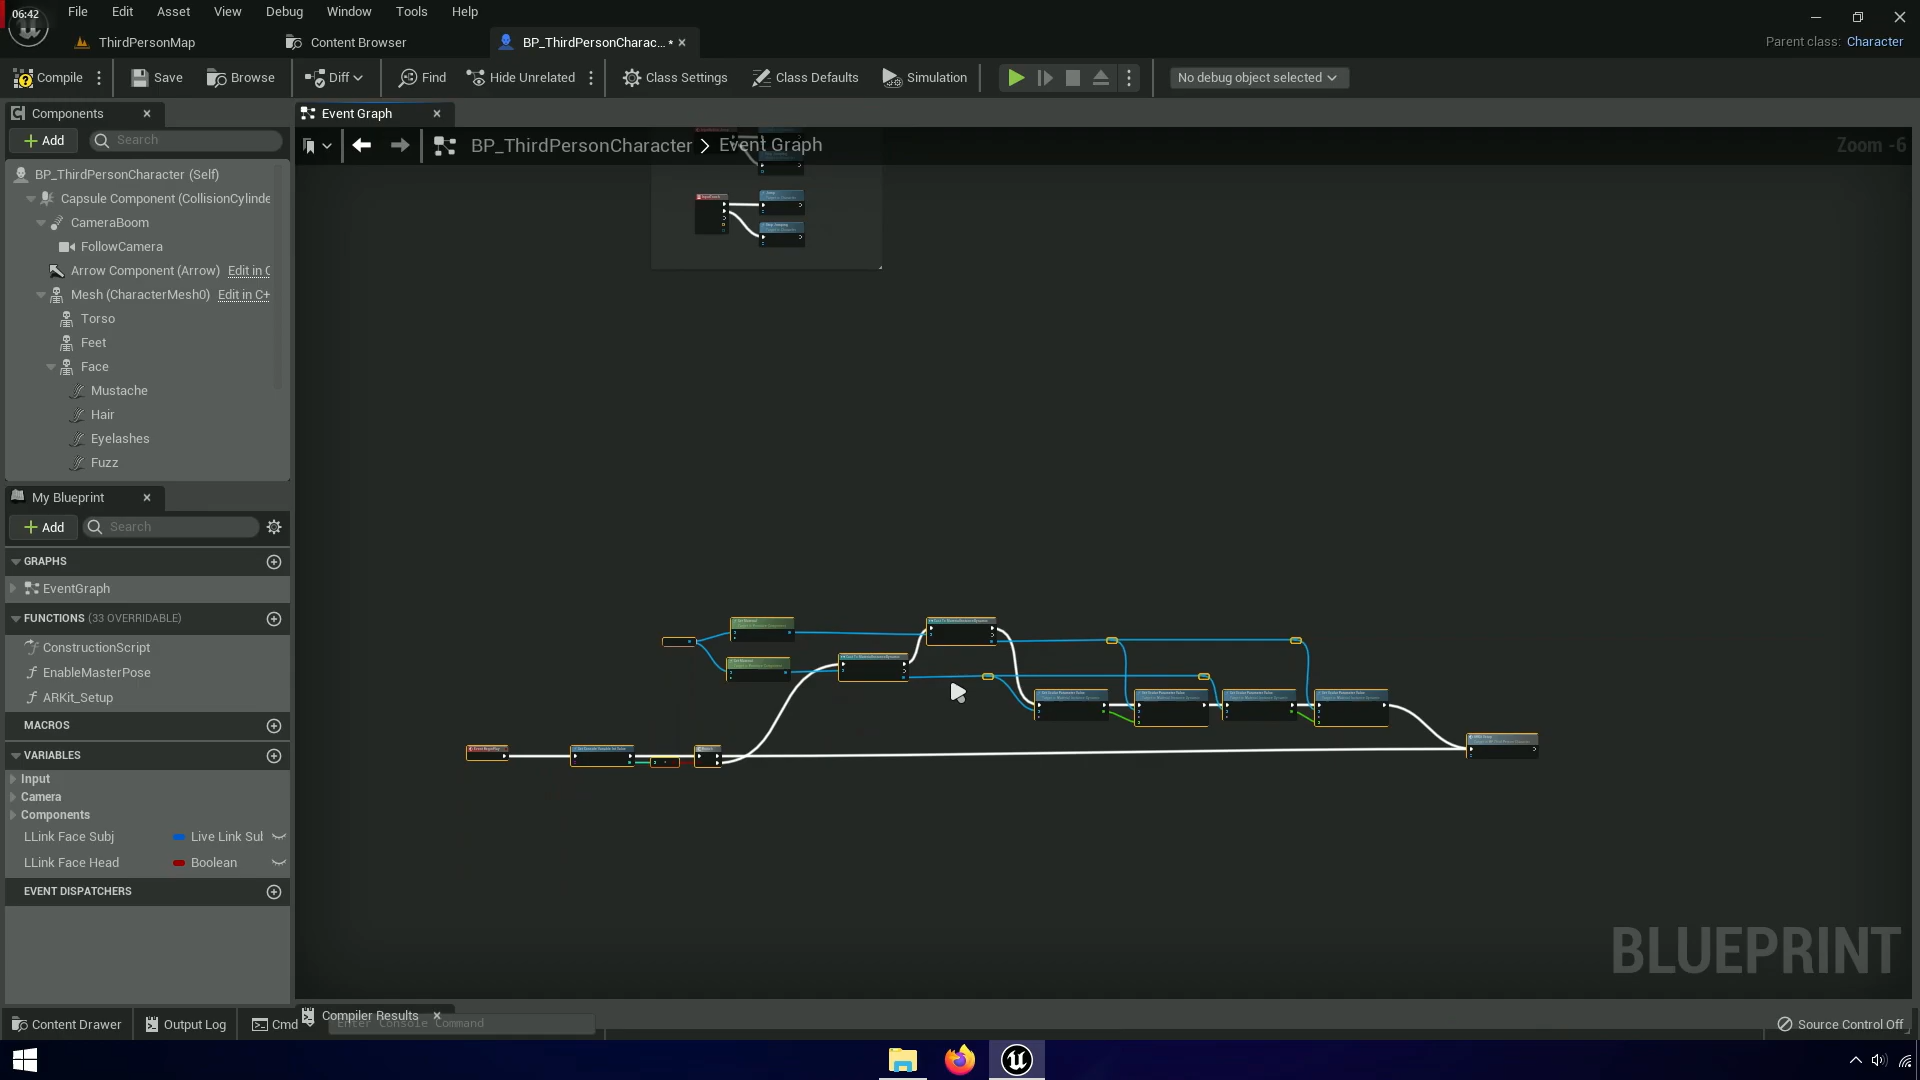 06:42
File Edit Asset View Debug Window Tools Help
ThirdPersonMap
Content Browser
BP_ThirdPersonCharac... *
Parent class: Character
Compile
Save
Browse
Diff
Find
Hide Unrelated
Class Settings
Class Defaults
Simulation
No debug object selected
Components
Add
Search
BP_ThirdPersonCharacter (Self)
Capsule Component (CollisionCylinde
CameraBoom
FollowCamera
Arrow Component (Arrow) Edit in C
Mesh (CharacterMesh0) Edit in C+
Torso
Feet
Face
Mustache
Hair
Eyelashes
Fuzz
My Blueprint
Add
Search
GRAPHS
EventGraph
FUNCTIONS (33 OVERRIDABLE)
ConstructionScript
EnableMasterPose
ARKit_Setup
MACROS
VARIABLES
Input
Camera
Components
LLink Face Subj Live Link Sul
LLink Face Head Boolean
EVENT DISPATCHERS
Event Graph
BP_ThirdPersonCharacter > Event Graph
Zoom -6
BLUEPRINT
Compiler Results
Content Drawer
Output Log
Cmd
Enter Console Command
Source Control Off